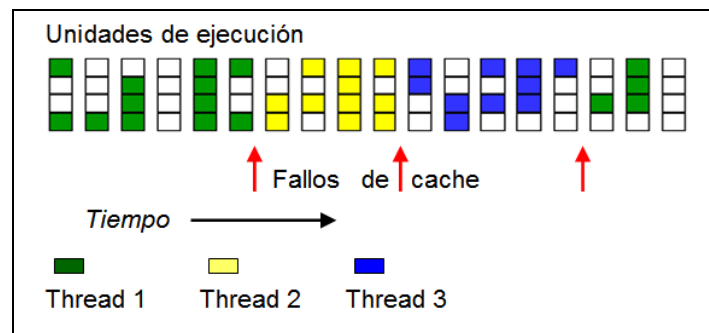 Unidades de ejecución
Fallos de cache
Tiempo
Thread 1 Thread 2 Thread 3